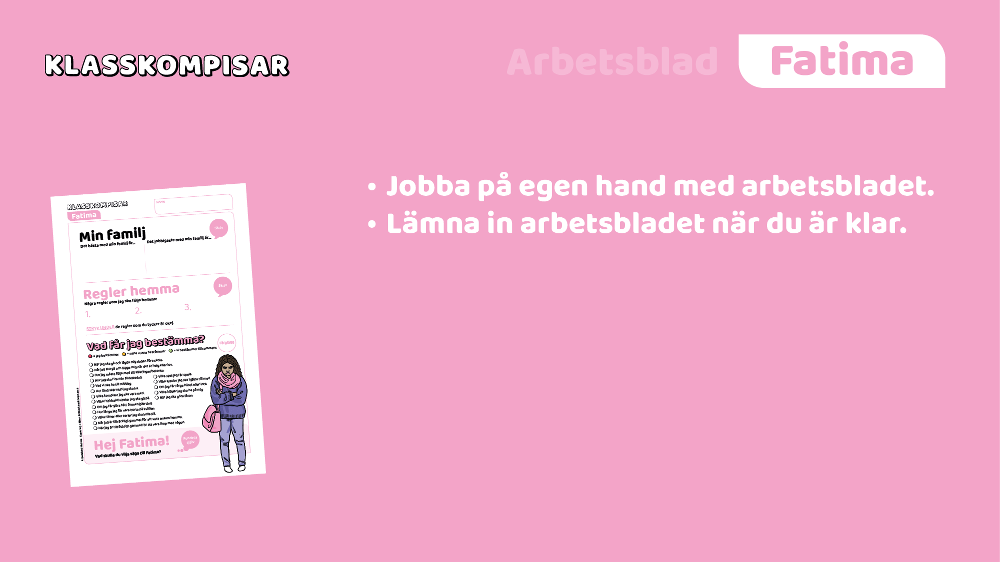 KLASSKOMPISAR
Arbetsblad Fatima
• Jobba på egen hand med arbetsbladet.
• Lämna in arbetsbladet när du är klar.
KLASSKOMPISAR
NAMN
Fatima
Min familj
Skriv
Det bästa med min familj är...
Det jobbigaste med min familj är...
Regler hemma
Skriv
Några regler som jag ska följa hemma:
1. 2. 3.
STRYK UNDER de regler som du tycker är okej.
Vad får jag bestämma?
Färglägg
= jag bestämmer = mina vuxna bestämmer = vi bestämmer tillsammans
När jag ska gå och lägga mig dagen före skola.
När jag ska gå och lägga mig när det är helg eller lov.
Om jag måste följa med till släktingar/bekanta.
Hur jag ska fira min födelsedag.
Vad vi ska ha till middag.
Hur lång skärmtid jag ska ha.
Vilka kompisar jag ska vara med.
Vilka fritidsaktiviteter jag ska gå på.
Om jag får göra hål i öronen/piercing.
Hur länge jag får vara borta på kvällen.
Vilka filmer eller serier jag ska kolla på.
När jag är tillräckligt gammal för att vara ensam hemma.
När jag är tillräckligt gammal för att vara ihop med någon.
Vilka spel jag får spela.
Vilka sysslor jag ska hjälpa till med.
Om jag får färga håret eller inte.
Vilka kläder jag ska ha på mig.
När jag ska göra läxan.
Hej Fatima!
Fundera
själv
Vad skulle du vilja säga till Fatima?
Arbetsblad Fatima Kopiering tillåten